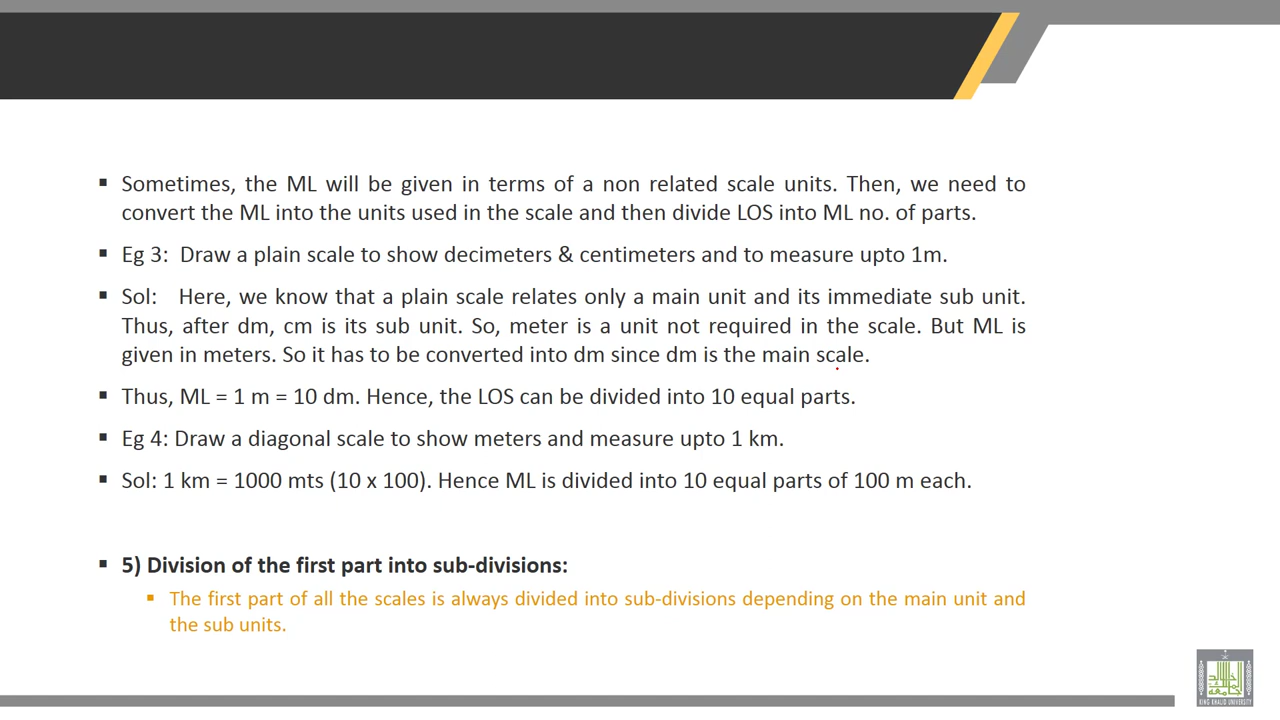 ▪ Sometimes, the ML will be given in terms of a non related scale units. Then, we need to
convert the ML into the units used in the scale and then divide LOS into ML no. of parts.
▪ Eg 3: Draw a plain scale to show decimeters & centimeters and to measure upto 1m.
▪ Sol: Here, we know that a plain scale relates only a main unit and its immediate sub unit.
Thus, after dm, cm is its sub unit. So, meter is a unit not required in the scale. But ML is
given in meters. So it has to be converted into dm since dm is the main scale.
▪ Thus, ML = 1 m = 10 dm. Hence, the LOS can be divided into 10 equal parts.
▪ Eg 4: Draw a diagonal scale to show meters and measure upto 1 km.
▪ Sol: 1 km = 1000 mts (10 x 100). Hence ML is divided into 10 equal parts of 100 m each.
▪ 5) Division of the first part into sub-divisions:
▪ The first part of all the scales is always divided into sub-divisions depending on the main unit and
the sub units.
KING KHALID UNIVERSITY